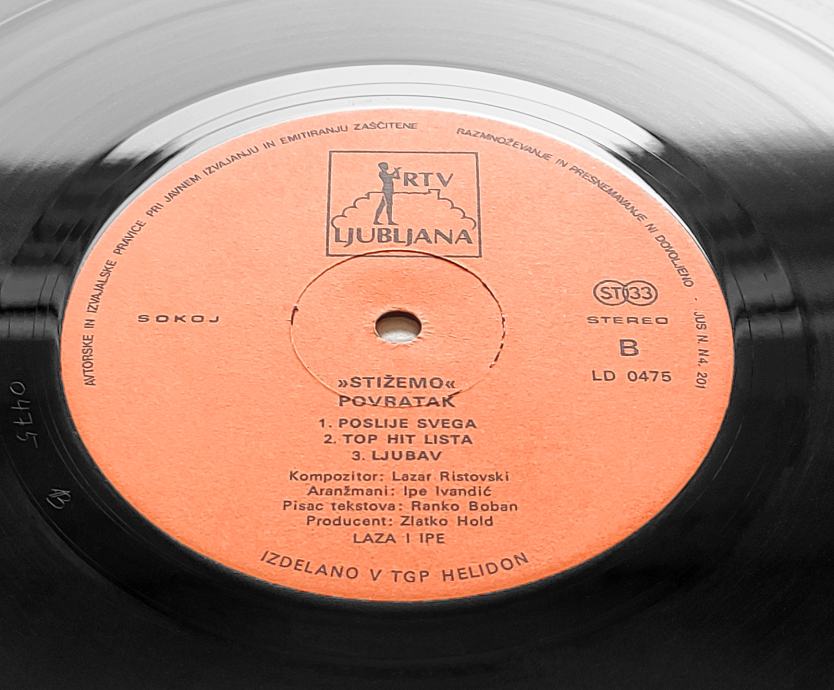 AVTORSKE IN IZVAJALSKE PRAVICE PRI JAVNEM IZVAJANJU IN EMITIRANJU ZAŠČITENE
RAZMNOŽEVANJE IN PRESNEMAVANJE NI DOVOLJENO · JUS N. N4. 201
RTV
LJUBLJANA
SOKOJ
ST 33
STEREO
B
LD 0475
»STIŽEMO«
POVRATAK
1. POSLIJE SVEGA
2. TOP HIT LISTA
3. LJUBAV
Kompozitor: Lazar Ristovski
Aranžmani: Ipe Ivandić
Pisac tekstova: Ranko Boban
Producent: Zlatko Hold
LAZA I IPE
IZDELANO V TGP HELIDON
0475